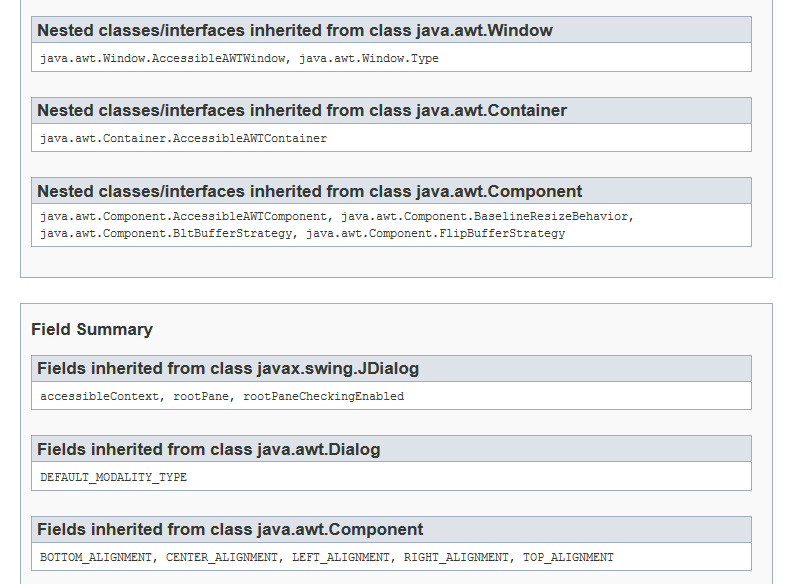 Nested classes/interfaces inherited from class java.awt.Window
java.awt.Window.AccessibleAWTWindow, java.awt.Window.Type
Nested classes/interfaces inherited from class java.awt.Container
java.awt.Container.AccessibleAWTContainer
Nested classes/interfaces inherited from class java.awt.Component
java.awt.Component.AccessibleAWTComponent, java.awt.Component.BaselineResizeBehavior,
java.awt.Component.BltBufferStrategy, java.awt.Component.FlipBufferStrategy
Field Summary
Fields inherited from class javax.swing.JDialog
accessibleContext, rootPane, rootPaneCheckingEnabled
Fields inherited from class java.awt.Dialog
DEFAULT_MODALITY_TYPE
Fields inherited from class java.awt.Component
BOTTOM_ALIGNMENT, CENTER_ALIGNMENT, LEFT_ALIGNMENT, RIGHT_ALIGNMENT, TOP_ALIGNMENT